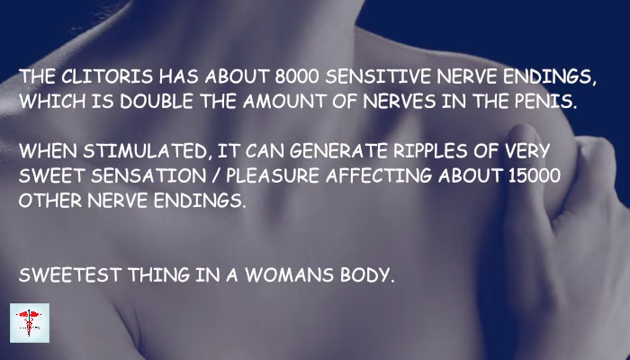 THE CLITORIS HAS ABOUT 8000 SENSITIVE NERVE ENDINGS,
WHICH IS DOUBLE THE AMOUNT OF NERVES IN THE PENIS.
WHEN STIMULATED, IT CAN GENERATE RIPPLES OF VERY
SWEET SENSATION / PLEASURE AFFECTING ABOUT 15000
OTHER NERVE ENDINGS.
SWEETEST THING IN A WOMANS BODY.